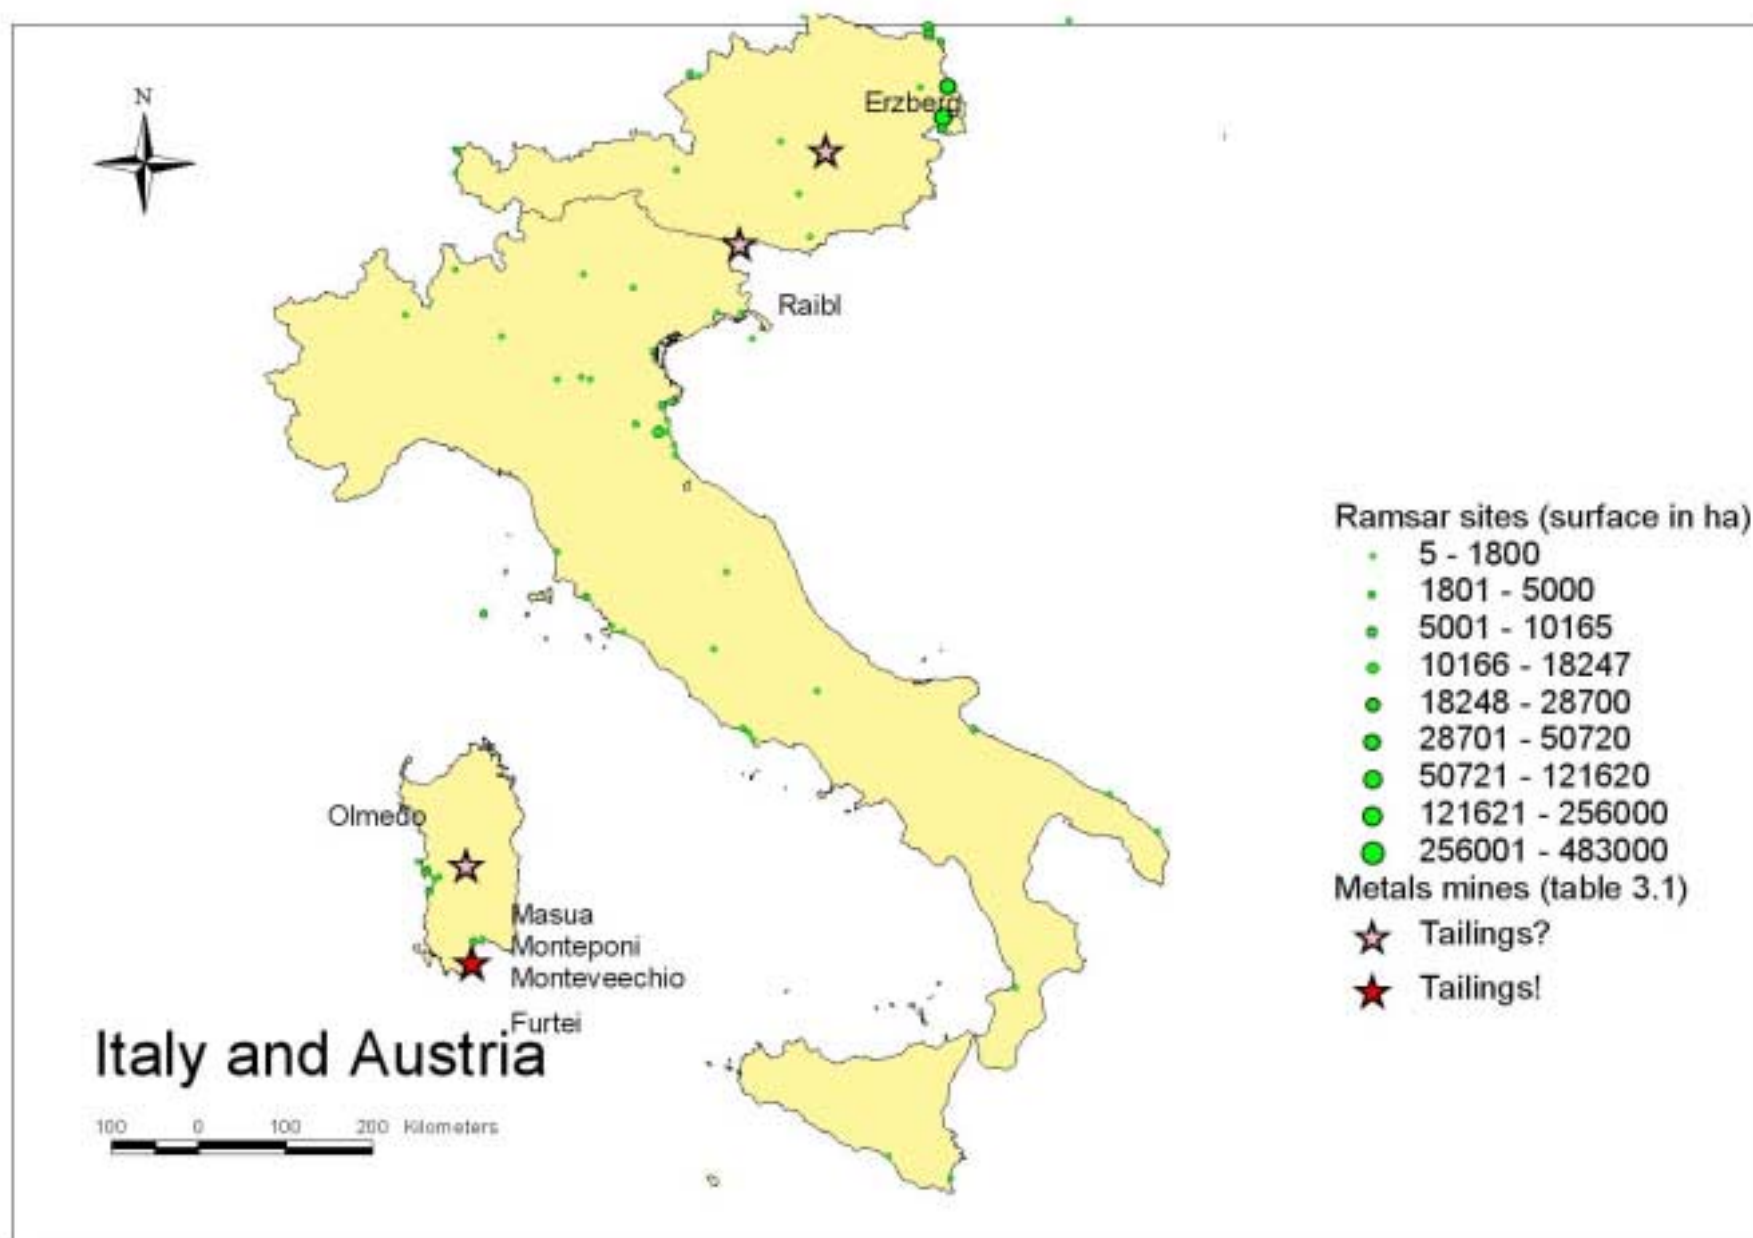 N
Erzberg
Raibl
Olmedo
Masua
Monteponi
Monteveechio
Furtei
Italy and Austria
100 0 100 200 Kilometers
Ramsar sites (surface in ha)
5 - 1800
1801 - 5000
5001 - 10165
10166 - 18247
18248 - 28700
28701 - 50720
50721 - 121620
121621 - 256000
256001 - 483000
Metals mines (table 3.1)
Tailings?
Tailings!